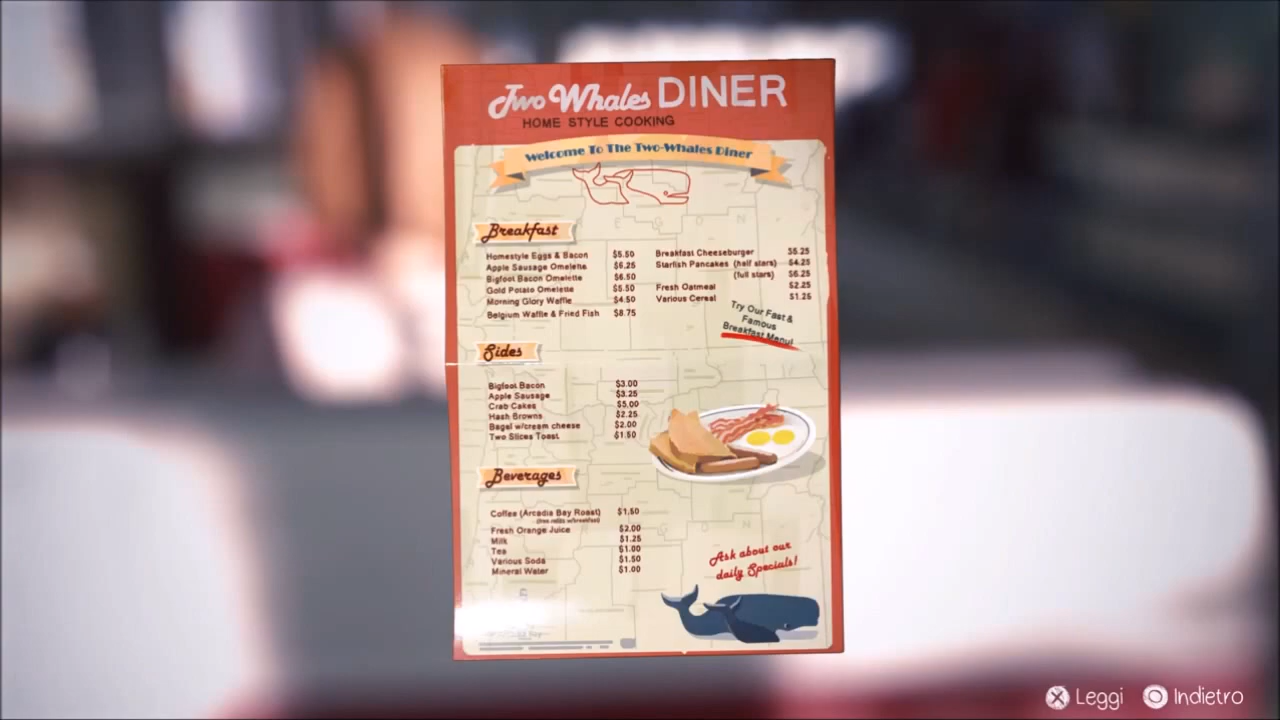 Two Whales DINER
HOME STYLE COOKING
Welcome To The Two-Whales Diner
Breakfast
Homestyle Eggs & Bacon $5.50
Apple Sausage Omelette $6.25
Bigfoot Bacon Omelette $6.50
Gold Potato Omelette $5.50
Morning Glory Waffle $4.50
Belgium Waffle & Fried Fish $8.75
Breakfast Cheeseburger $5.25
Starfish Pancakes (half stars) $4.25
(full stars) $6.25
Fresh Oatmeal $2.25
Various Cereal $1.25
Try Our Fast &
Famous
Breakfast Menu!
Sides
Bigfoot Bacon $3.00
Apple Sausage $3.25
Crab Cakes $5.00
Hash Browns $2.25
Bagel w/cream cheese $2.00
Two Slices Toast $1.50
Beverages
Coffee (Arcadia Bay Roast) $1.50
(free refills w/breakfast)
Fresh Orange Juice $2.00
Milk $1.25
Tea $1.00
Various Soda $1.50
Mineral Water $1.00
Ask about our
daily Specials!
Leggi
Indietro